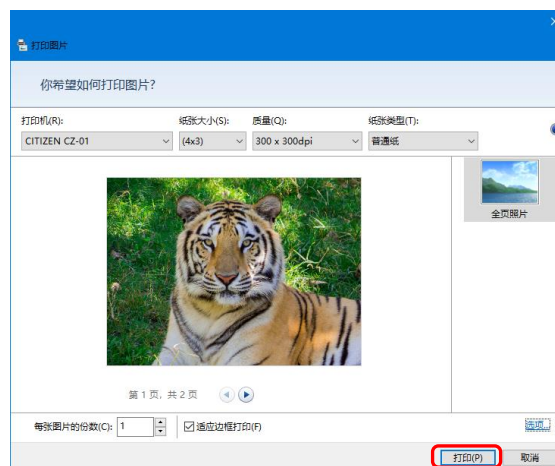 打印图片
你希望如何打印图片?
打印机(R): 纸张大小(S): 质量(Q): 纸张类型(T):
CITIZEN CZ-01 (4x3) 300 x 300dpi 普通纸
全页照片
第 1 页，共 2 页
每张图片的份数(C): 1 适应边框打印(F) 选项...
打印(P) 取消